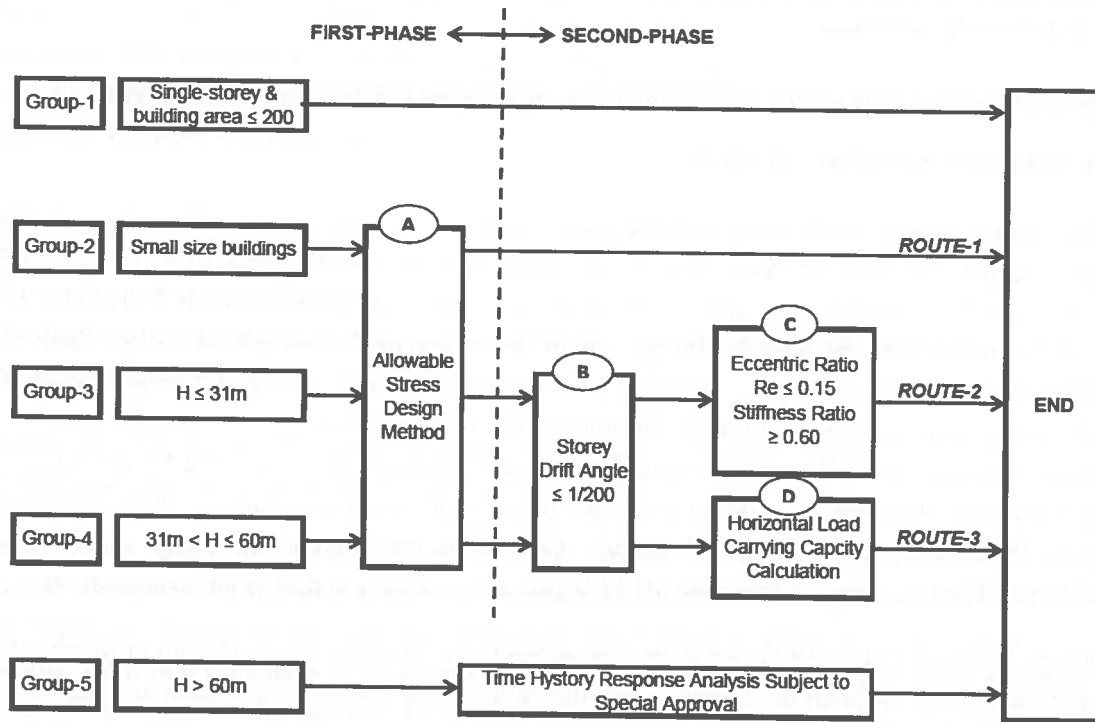 FIRST-PHASE
SECOND-PHASE
Group-1
Single-storey &
building area ≤ 200
Group-2
Small size buildings
A
ROUTE-1
Allowable
Stress
Design
Method
Group-3
H ≤ 31m
B
Storey
Drift Angle
≤ 1/200
C
Eccentric Ratio
Re ≤ 0.15
Stiffness Ratio
≥ 0.60
ROUTE-2
END
Group-4
31m < H ≤ 60m
D
Horizontal Load
Carrying Capcity
Calculation
ROUTE-3
Group-5
H > 60m
Time Hystory Response Analysis Subject to
Special Approval